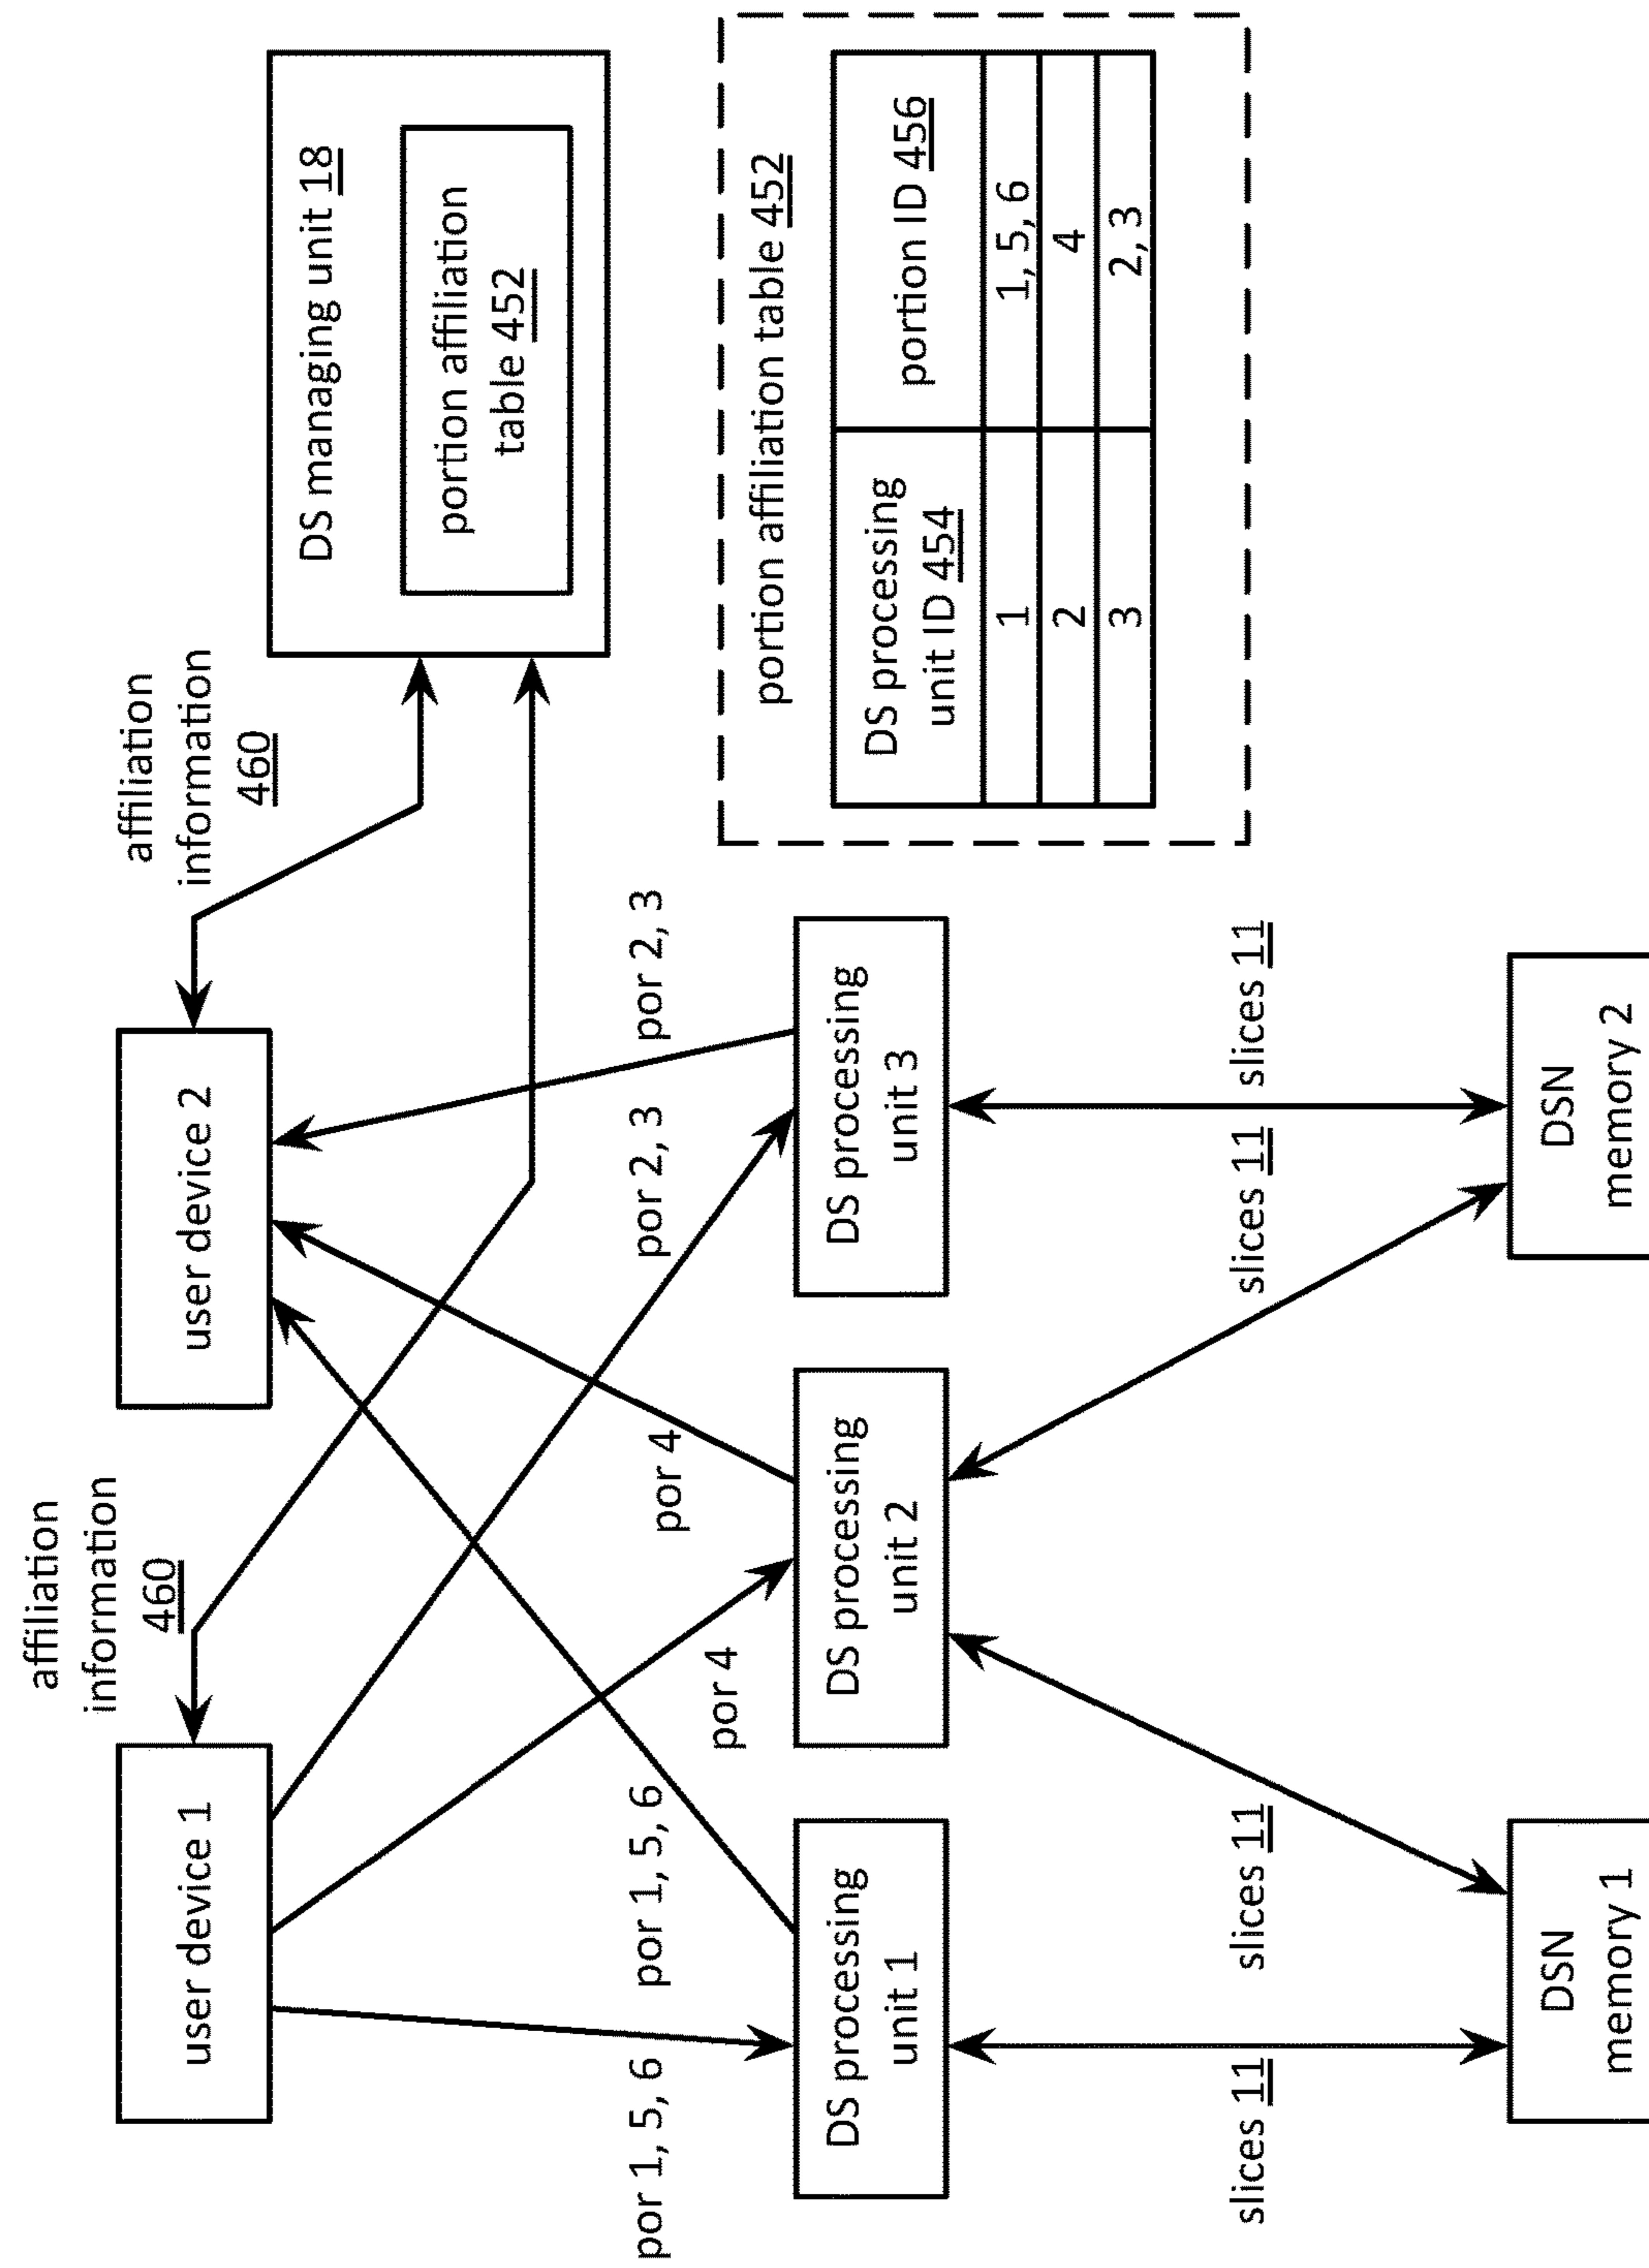 affiliation
information
460
affiliation
information
460
user device 1
user device 2
DS managing unit 18
portion affiliation
table 452
por 1, 5, 6
por 1, 5, 6
por 4
por 4
por 2, 3
por 2, 3
DS processing
unit 1
DS processing
unit 2
DS processing
unit 3
portion affiliation table 452
DS processing
unit ID 454
portion ID 456
1
1, 5, 6
2
4
3
2, 3
slices 11
slices 11
slices 11
slices 11
DSN
memory 1
DSN
memory 2